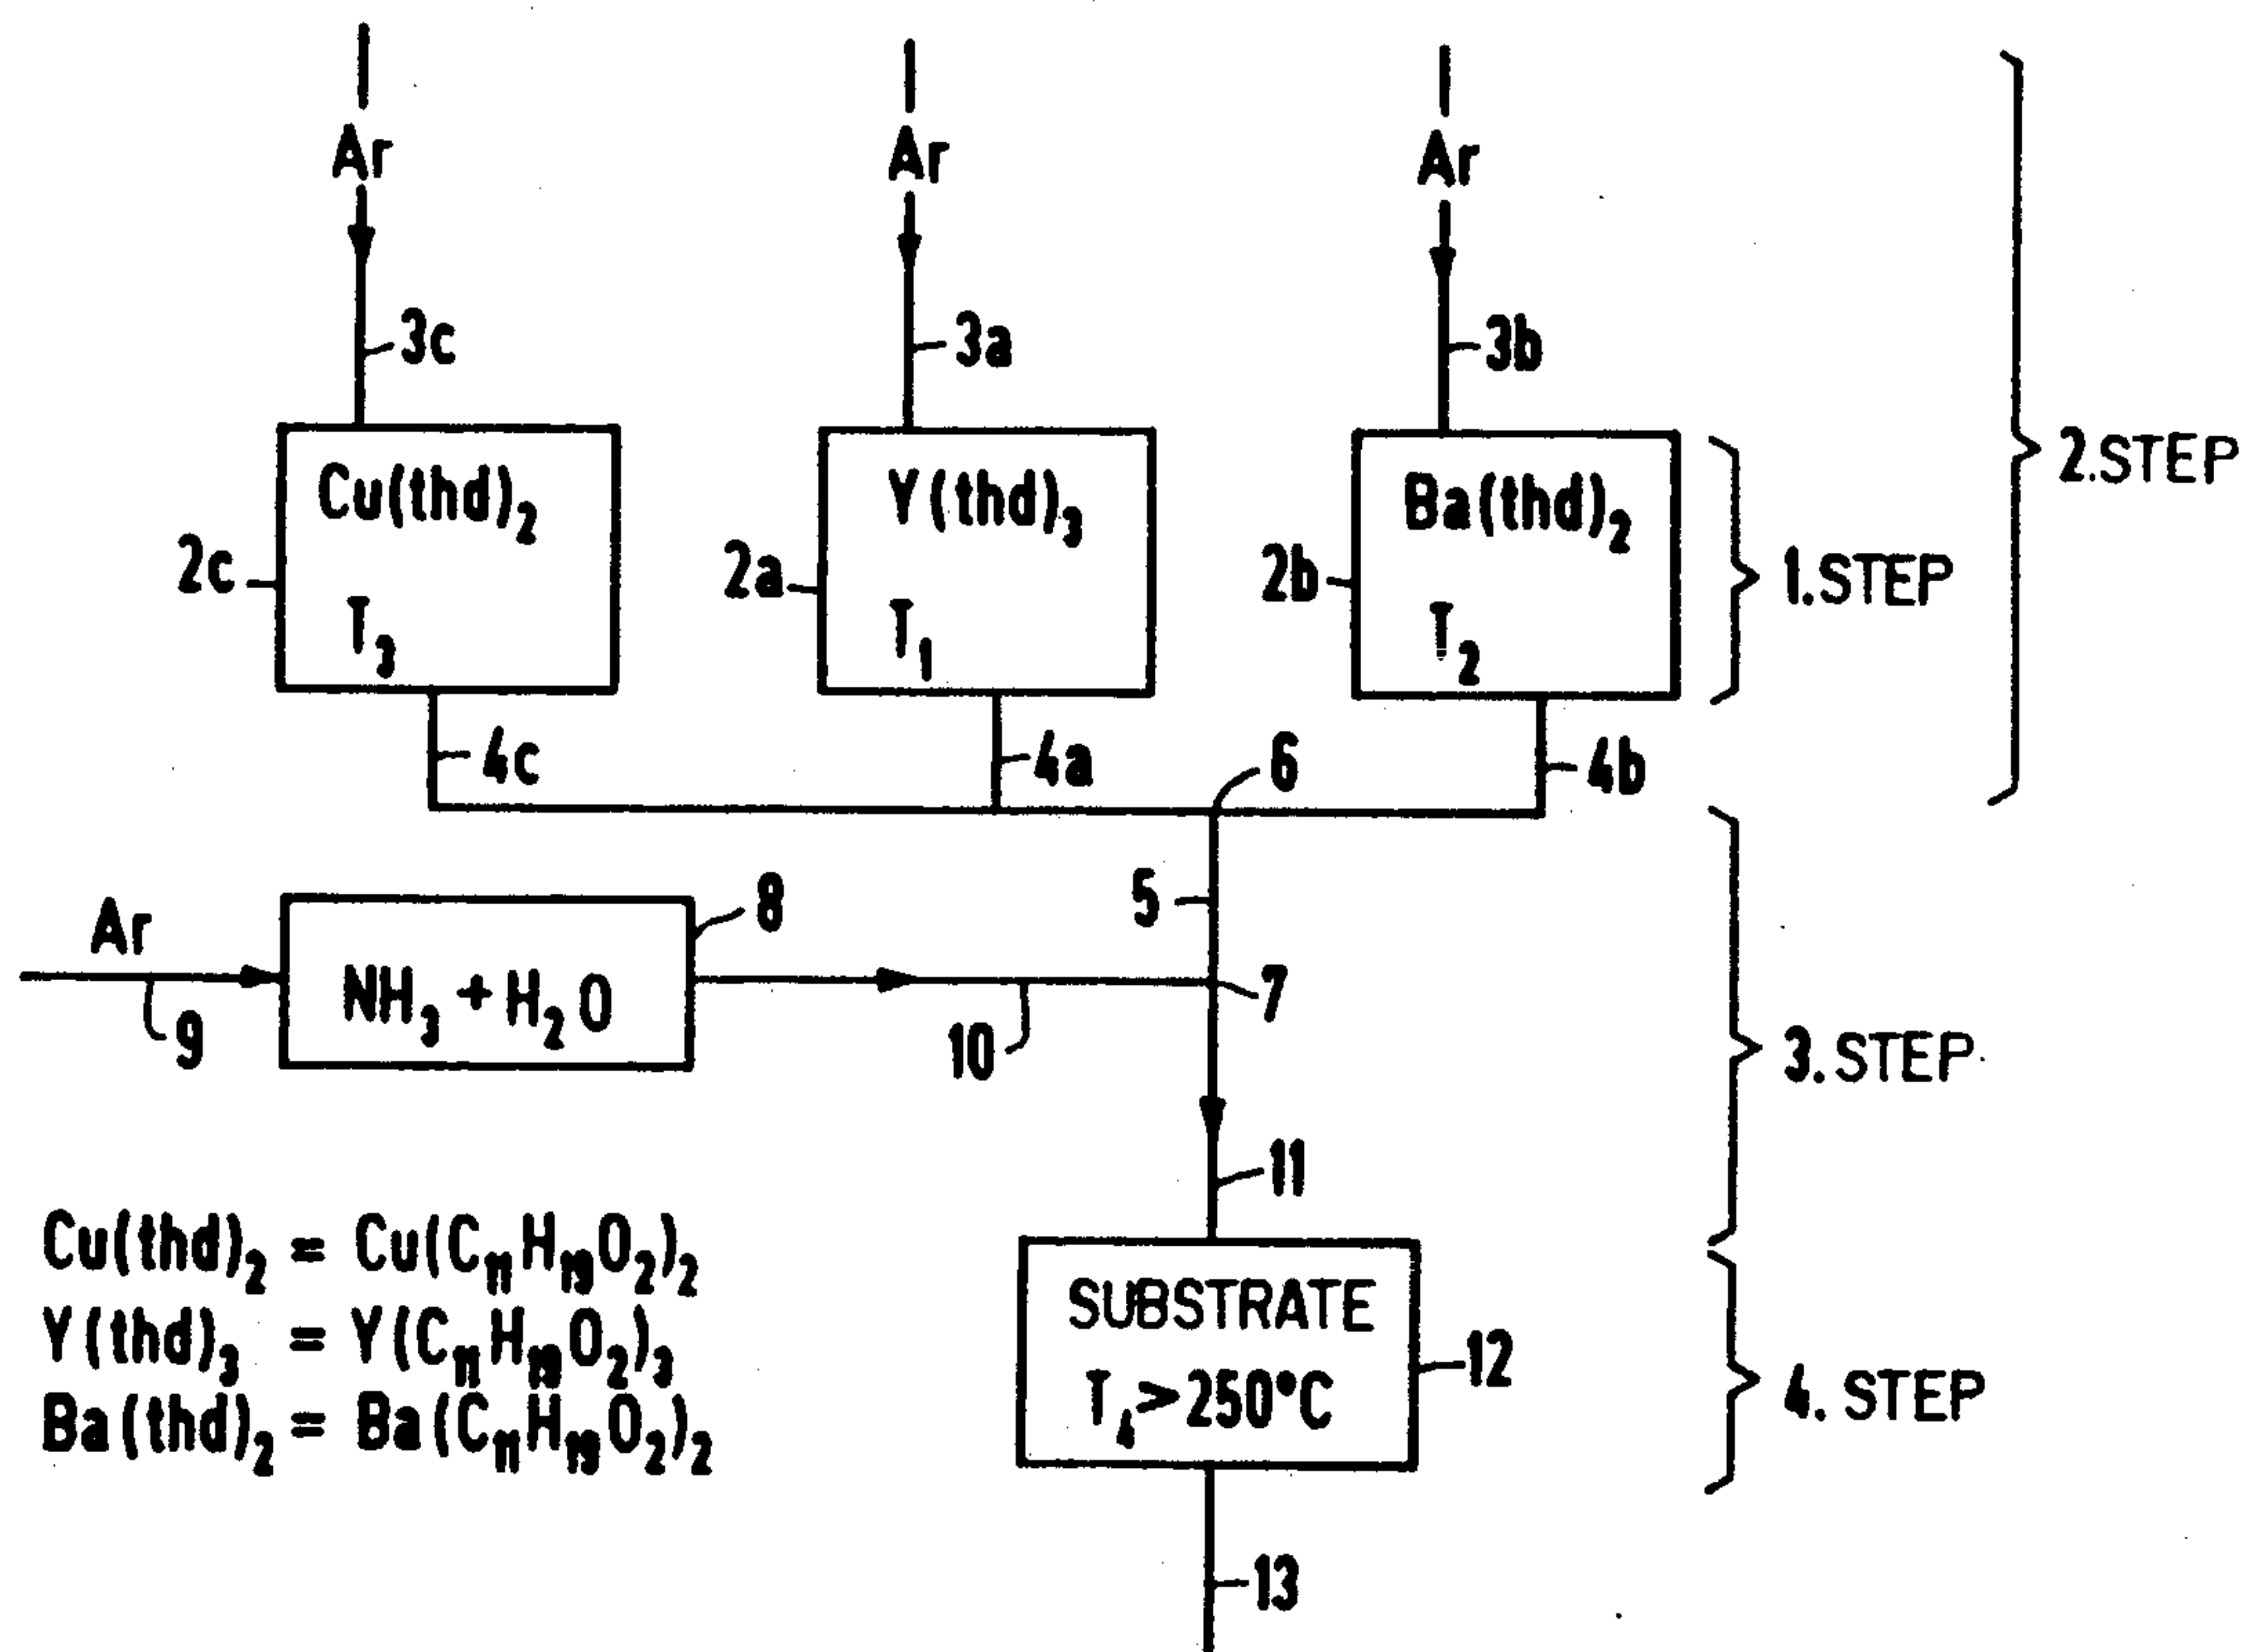 Ar Ar Ar
3c 3a 3b
Cu(thd)₂ Y(thd)₃ Ba(thd)₂
2.STEP
2c 2a 2b
1.STEP
T₃ T₁ T₂
4c 4a 6 4b
Ar
8
5
NH₃ + H₂O
7
9
10
3. STEP
11
Cu(thd)₂ = Cu(C₁₁H₁₉O₂)₂
Y(thd)₃ = Y(C₁₁H₁₉O₂)₃
Ba(thd)₂ = Ba(C₁₁H₁₉O₂)₂
SUBSTRATE
T₄>250°C
12
4. STEP
13